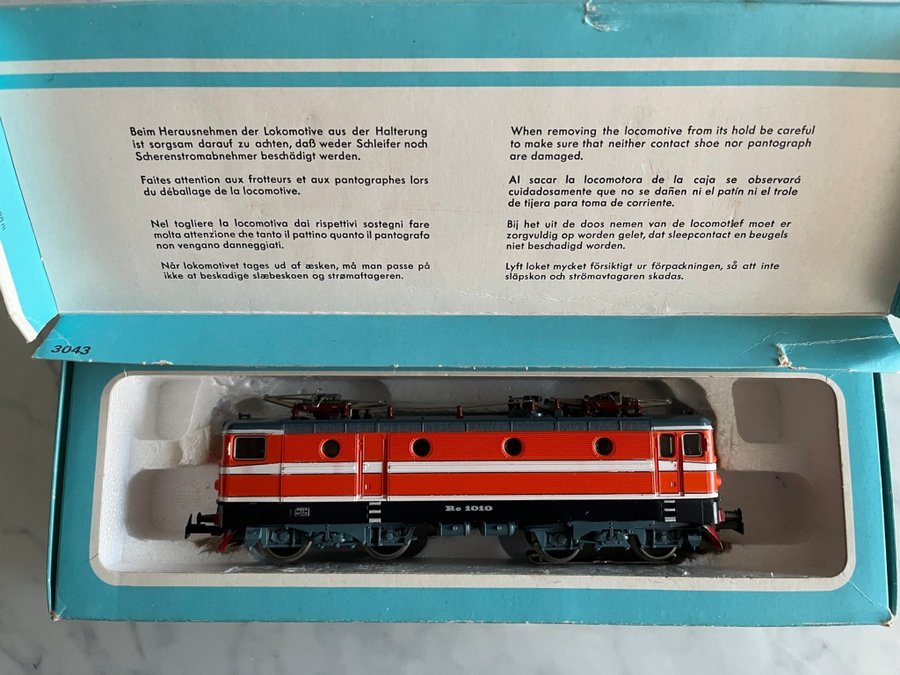 Beim Herausnehmen der Lokomotive aus der Halterung
ist sorgsam darauf zu achten, daß weder Schleifer noch
Scherenstromabnehmer beschädigt werden.
Faites attention aux frotteurs et aux pantographes lors
du déballage de la locomotive.
Nel togliere la locomotiva dai rispettivi sostegni fare
molta attenzione che tanto il pattino quanto il pantografo
non vengano danneggiati.
Når lokomotivet tages ud af æsken, må man passe på
ikke at beskadige slæbeskoen og strømaftageren.
When removing the locomotive from its hold be careful
to make sure that neither contact shoe nor pantograph
are damaged.
Al sacar la locomotora de la caja se observará
cuidadosamente que no se dañen ni el patín ni el trole
de tijera para toma de corriente.
Bij het uit de doos nemen van de locomotief moet er
zorgvuldig op worden gelet, dat sleepcontact en beugels
niet beschadigd worden.
Lyft loket mycket försiktigt ur förpackningen, så att inte
släpskon och strömavtagaren skadas.
3043
Rc 1010